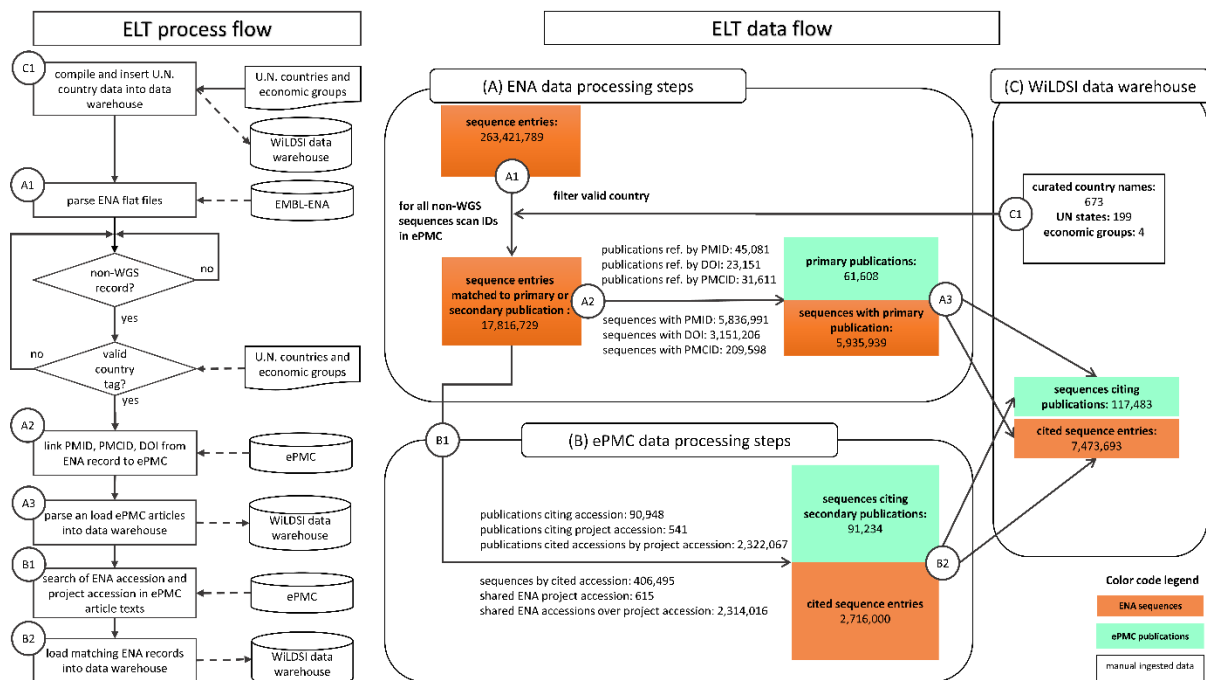 ELT process flow
C1
compile and insert U.N.
country data into data
warehouse
U.N. countries and
economic groups
WiLDSI data
warehouse
A1
parse ENA flat files
EMBL-ENA
non-WGS
record?
no
yes
no
valid
country
tag?
U.N. countries and
economic groups
yes
A2
link PMID, PMCID, DOI from
ENA record to ePMC
ePMC
A3
parse an load ePMC articles
into data warehouse
WiLDSI data
warehouse
B1
search of ENA accession and
project accession in ePMC
article texts
ePMC
B2
load matching ENA records
into data warehouse
WiLDSI data
warehouse
ELT data flow
(A) ENA data processing steps
sequence entries:
263,421,789
A1
for all non-WGS
sequences scan IDs
in ePMC
filter valid country
sequence entries
matched to primary or
secondary publication :
17,816,729
A2
publications ref. by PMID: 45,081
publications ref. by DOI: 23,151
publications ref. by PMCID: 31,611
sequences with PMID: 5,836,991
sequences with DOI: 3,151,206
sequences with PMCID: 209,598
primary publications:
61,608
sequences with primary
publication:
5,935,939
A3
B1
(B) ePMC data processing steps
publications citing accession: 90,948
publications citing project accession: 541
publications cited accessions by project accession: 2,322,067
sequences by cited accession: 406,495
shared ENA project accession: 615
shared ENA accessions over project accession: 2,314,016
sequences citing
secondary publications:
91,234
cited sequence entries
2,716,000
B2
(C) WiLDSI data warehouse
C1
curated country names:
673
UN states: 199
economic groups: 4
sequences citing
publications: 117,483
cited sequence entries:
7,473,693
Color code legend
ENA sequences
ePMC publications
manual ingested data